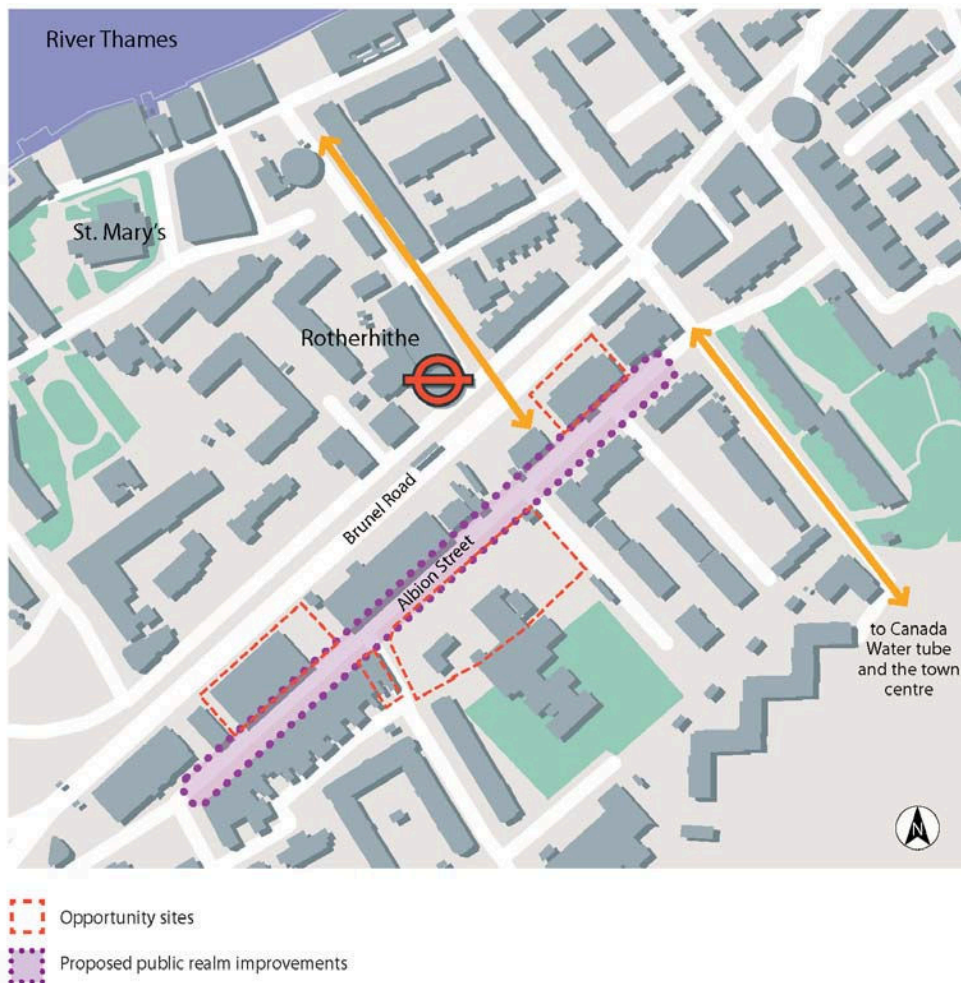 River Thames
St. Mary's
Rotherhithe
Brunel Road
Albion Street
to Canada
Water tube
and the town
centre
N
Opportunity sites
Proposed public realm improvements